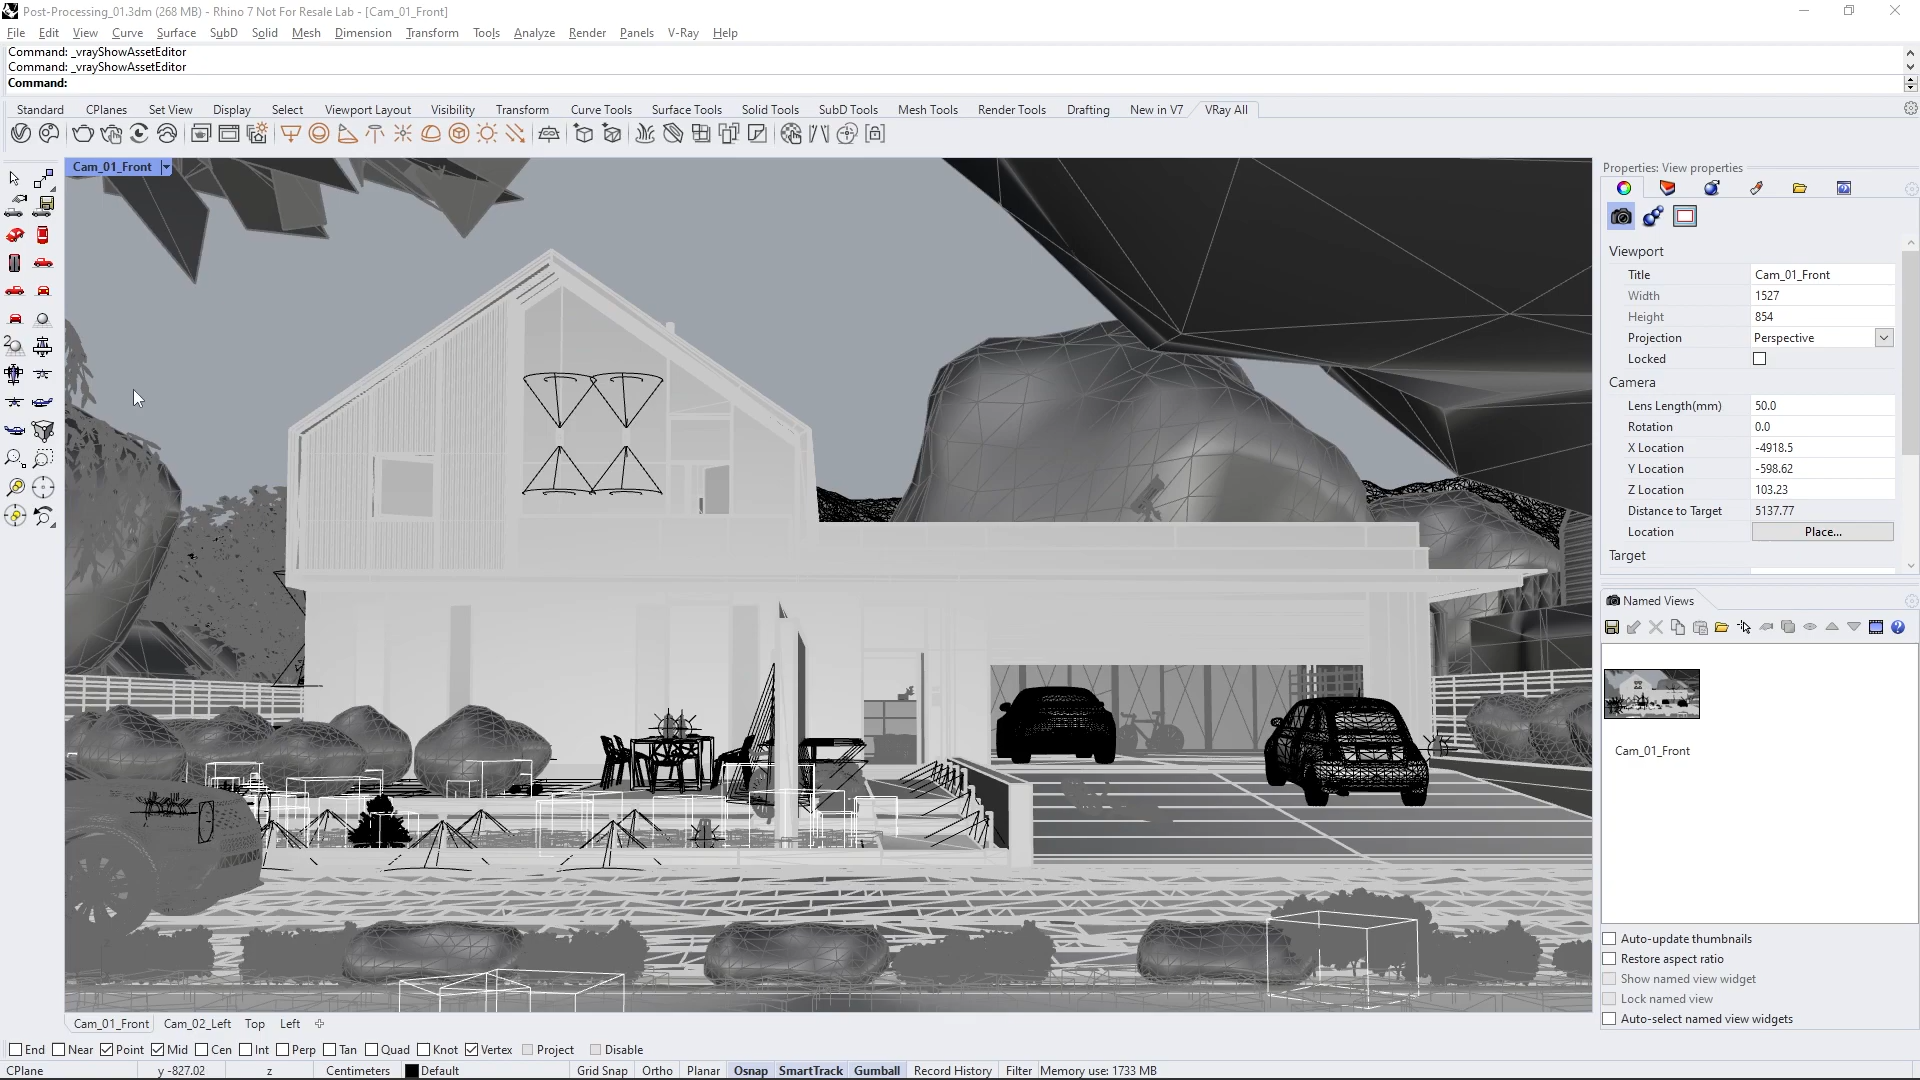 Post-Processing_01.3dm (268 MB) - Rhino 7 Not For Resale Lab - [Cam_01_Front]
File Edit View Curve Surface SubD Solid Mesh Dimension Transform Tools Analyze Render Panels V-Ray Help
Command: _vrayShowAssetEditor
Command: _vrayShowAssetEditor
Command:
Standard CPlanes Set View Display Select Viewport Layout Visibility Transform Curve Tools Surface Tools Solid Tools SubD Tools Mesh Tools Render Tools Drafting New in V7 VRay All
Cam_01_Front
Properties: View properties
Viewport
Title Cam_01_Front
Width 1527
Height 854
Projection Perspective
Locked
Camera
Lens Length(mm) 50.0
Rotation 0.0
X Location -4918.5
Y Location -598.62
Z Location 103.23
Distance to Target 5137.77
Location Place...
Target
Named Views
Cam_01_Front
Auto-update thumbnails
Restore aspect ratio
Show named view widget
Lock named view
Auto-select named view widgets
Cam_01_Front Cam_02_Left Top Left
End Near Point Mid Cen Int Perp Tan Quad Knot Vertex Project Disable
CPlane y -827.02 z Centimeters Default Grid Snap Ortho Planar Osnap SmartTrack Gumball Record History Filter Memory use: 1733 MB